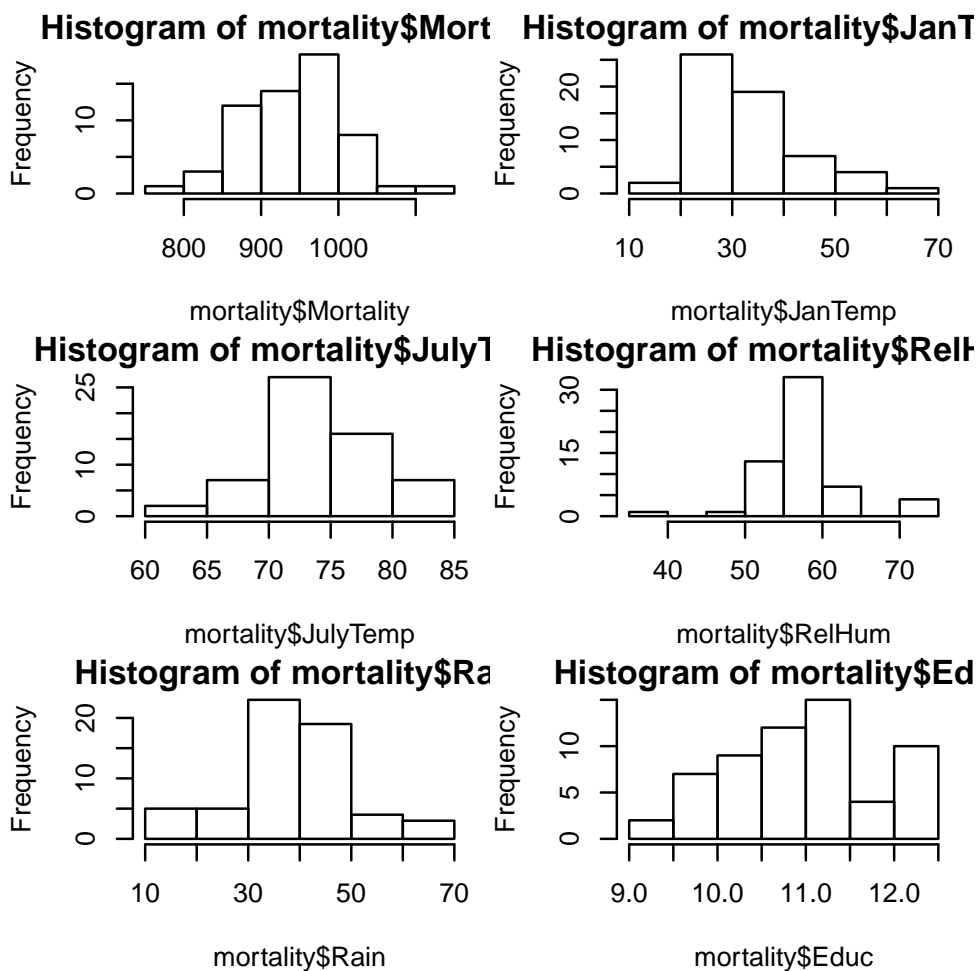 Histogram of mortality$Mort
Frequency
0
10
800
900
1000
mortality$Mortality
Histogram of mortality$JanT
Frequency
0
10
20
10
30
50
70
mortality$JanTemp
Histogram of mortality$JulyT
Frequency
0
10
25
60
65
70
75
80
85
mortality$JulyTemp
Histogram of mortality$RelH
Frequency
0
15
30
40
50
60
70
mortality$RelHum
Histogram of mortality$Ra
Frequency
0
10
20
10
30
50
70
mortality$Rain
Histogram of mortality$Ed
Frequency
0
5
10
9.0
10.0
11.0
12.0
mortality$Educ